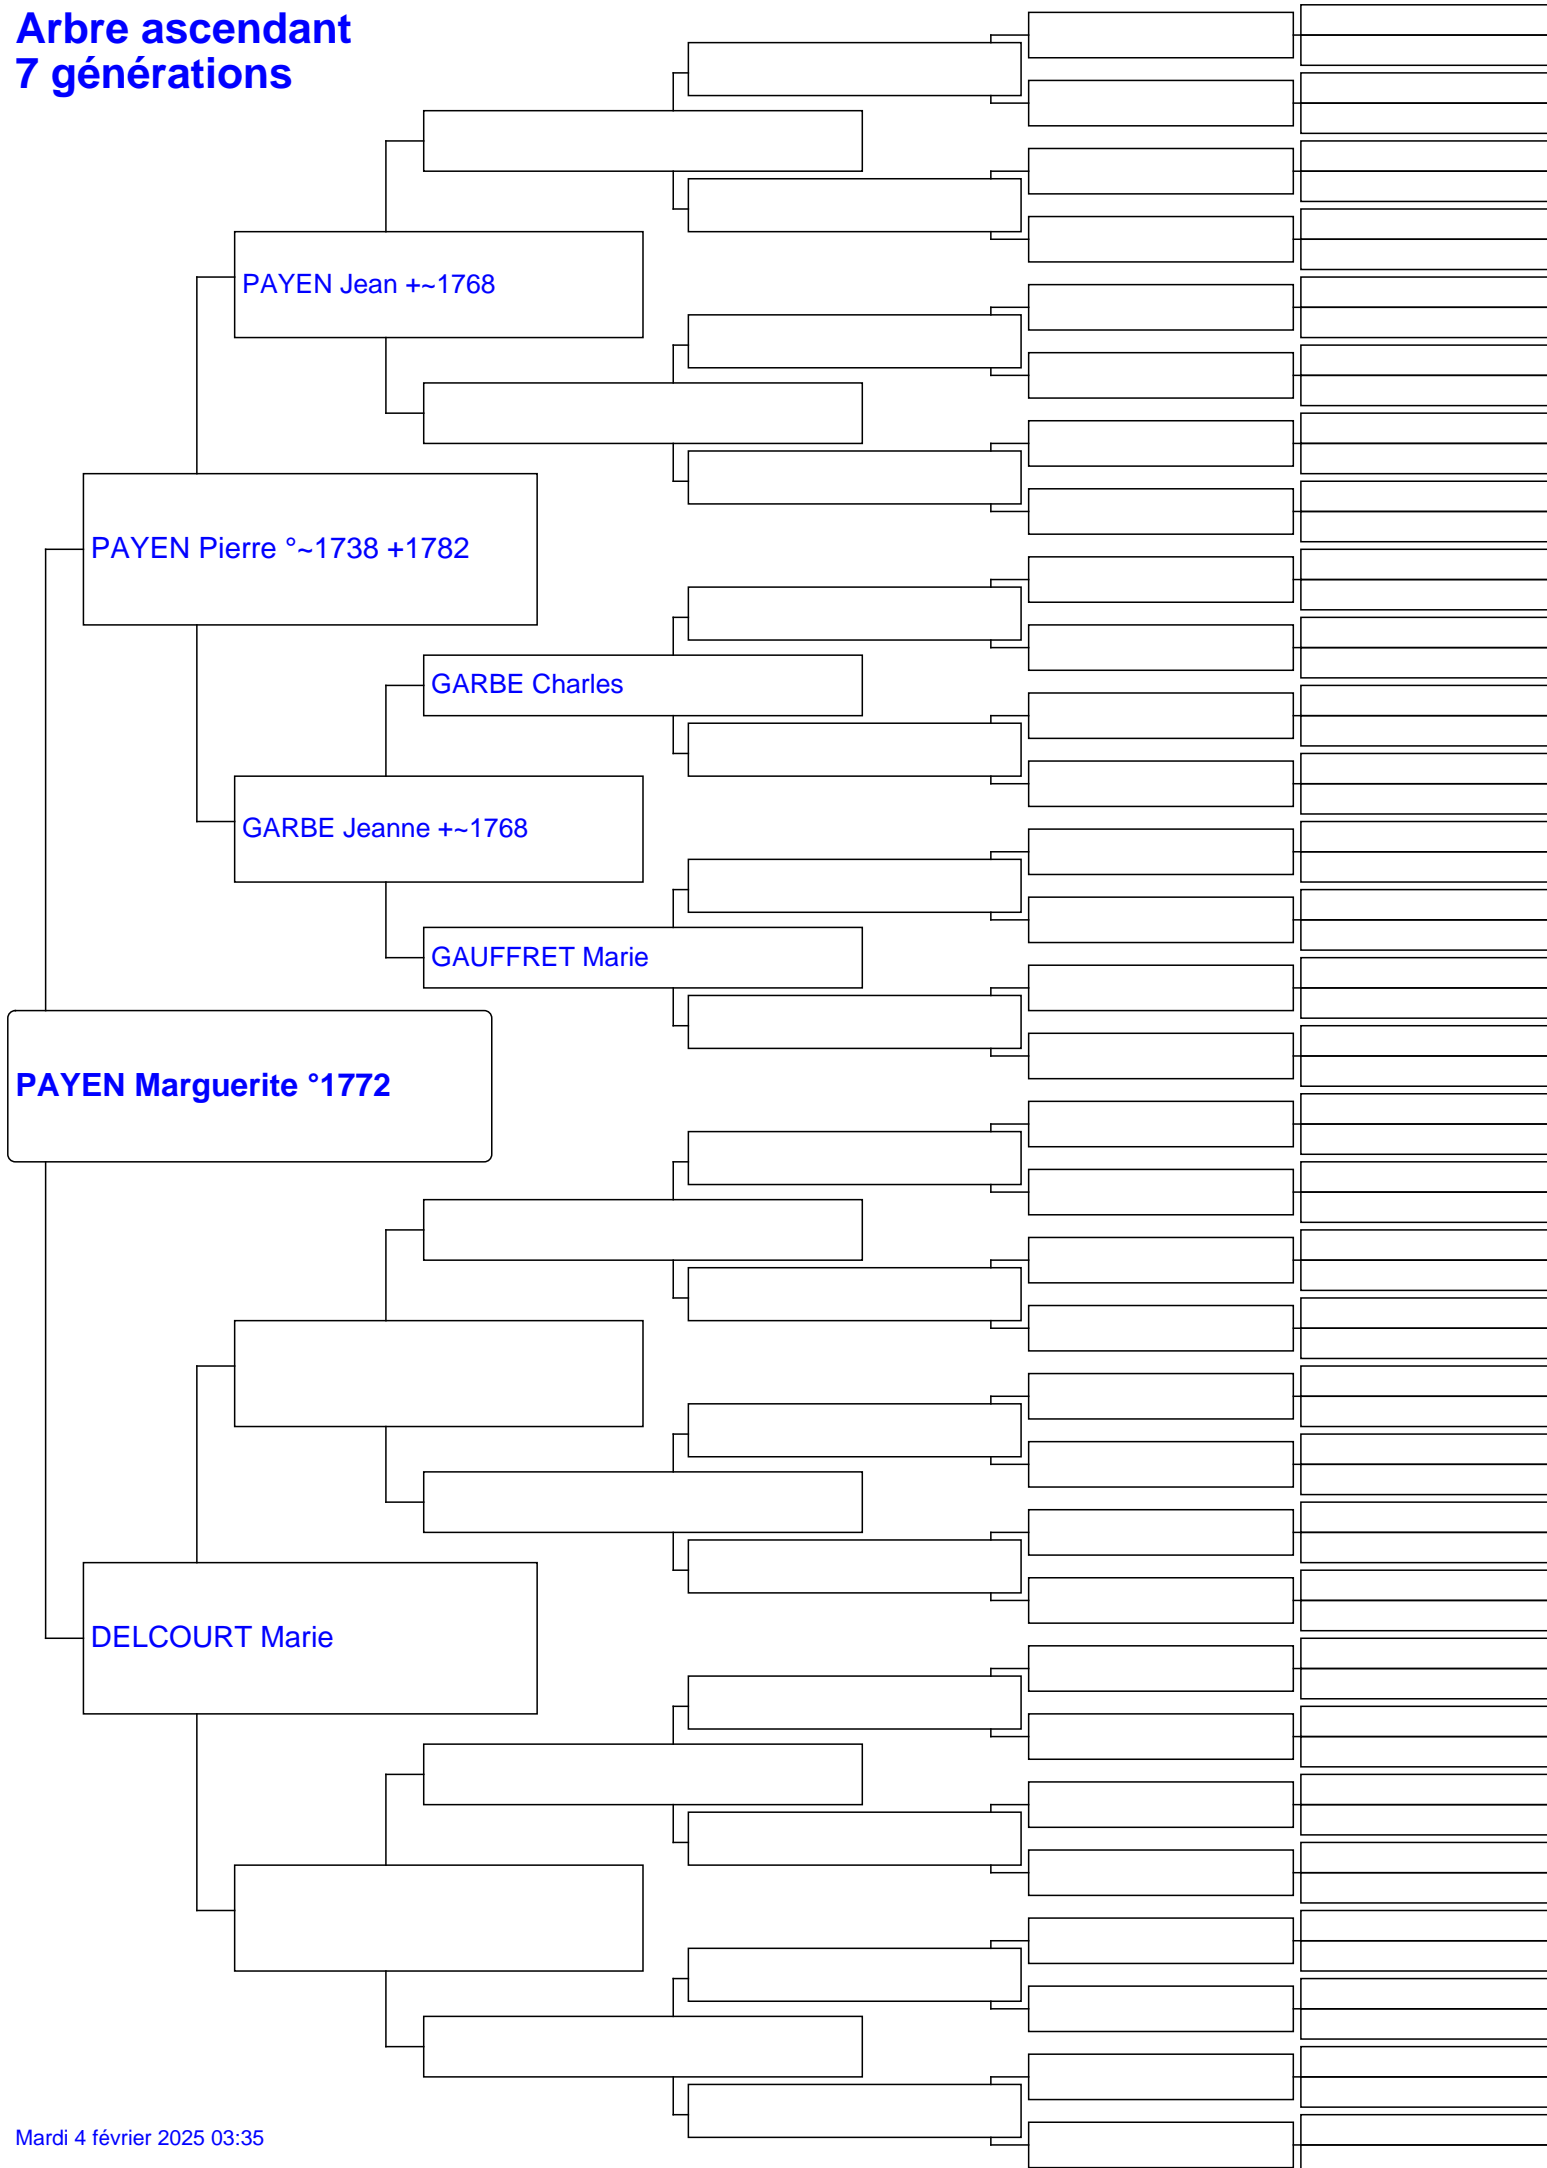 Arbre ascendant
7 générations
PAYEN Jean +~1768
PAYEN Pierre °~1738 +1782
GARBE Charles
GARBE Jeanne +~1768
GAUFFRET Marie
PAYEN Marguerite °1772
DELCOURT Marie
Mardi 4 février 2025 03:35